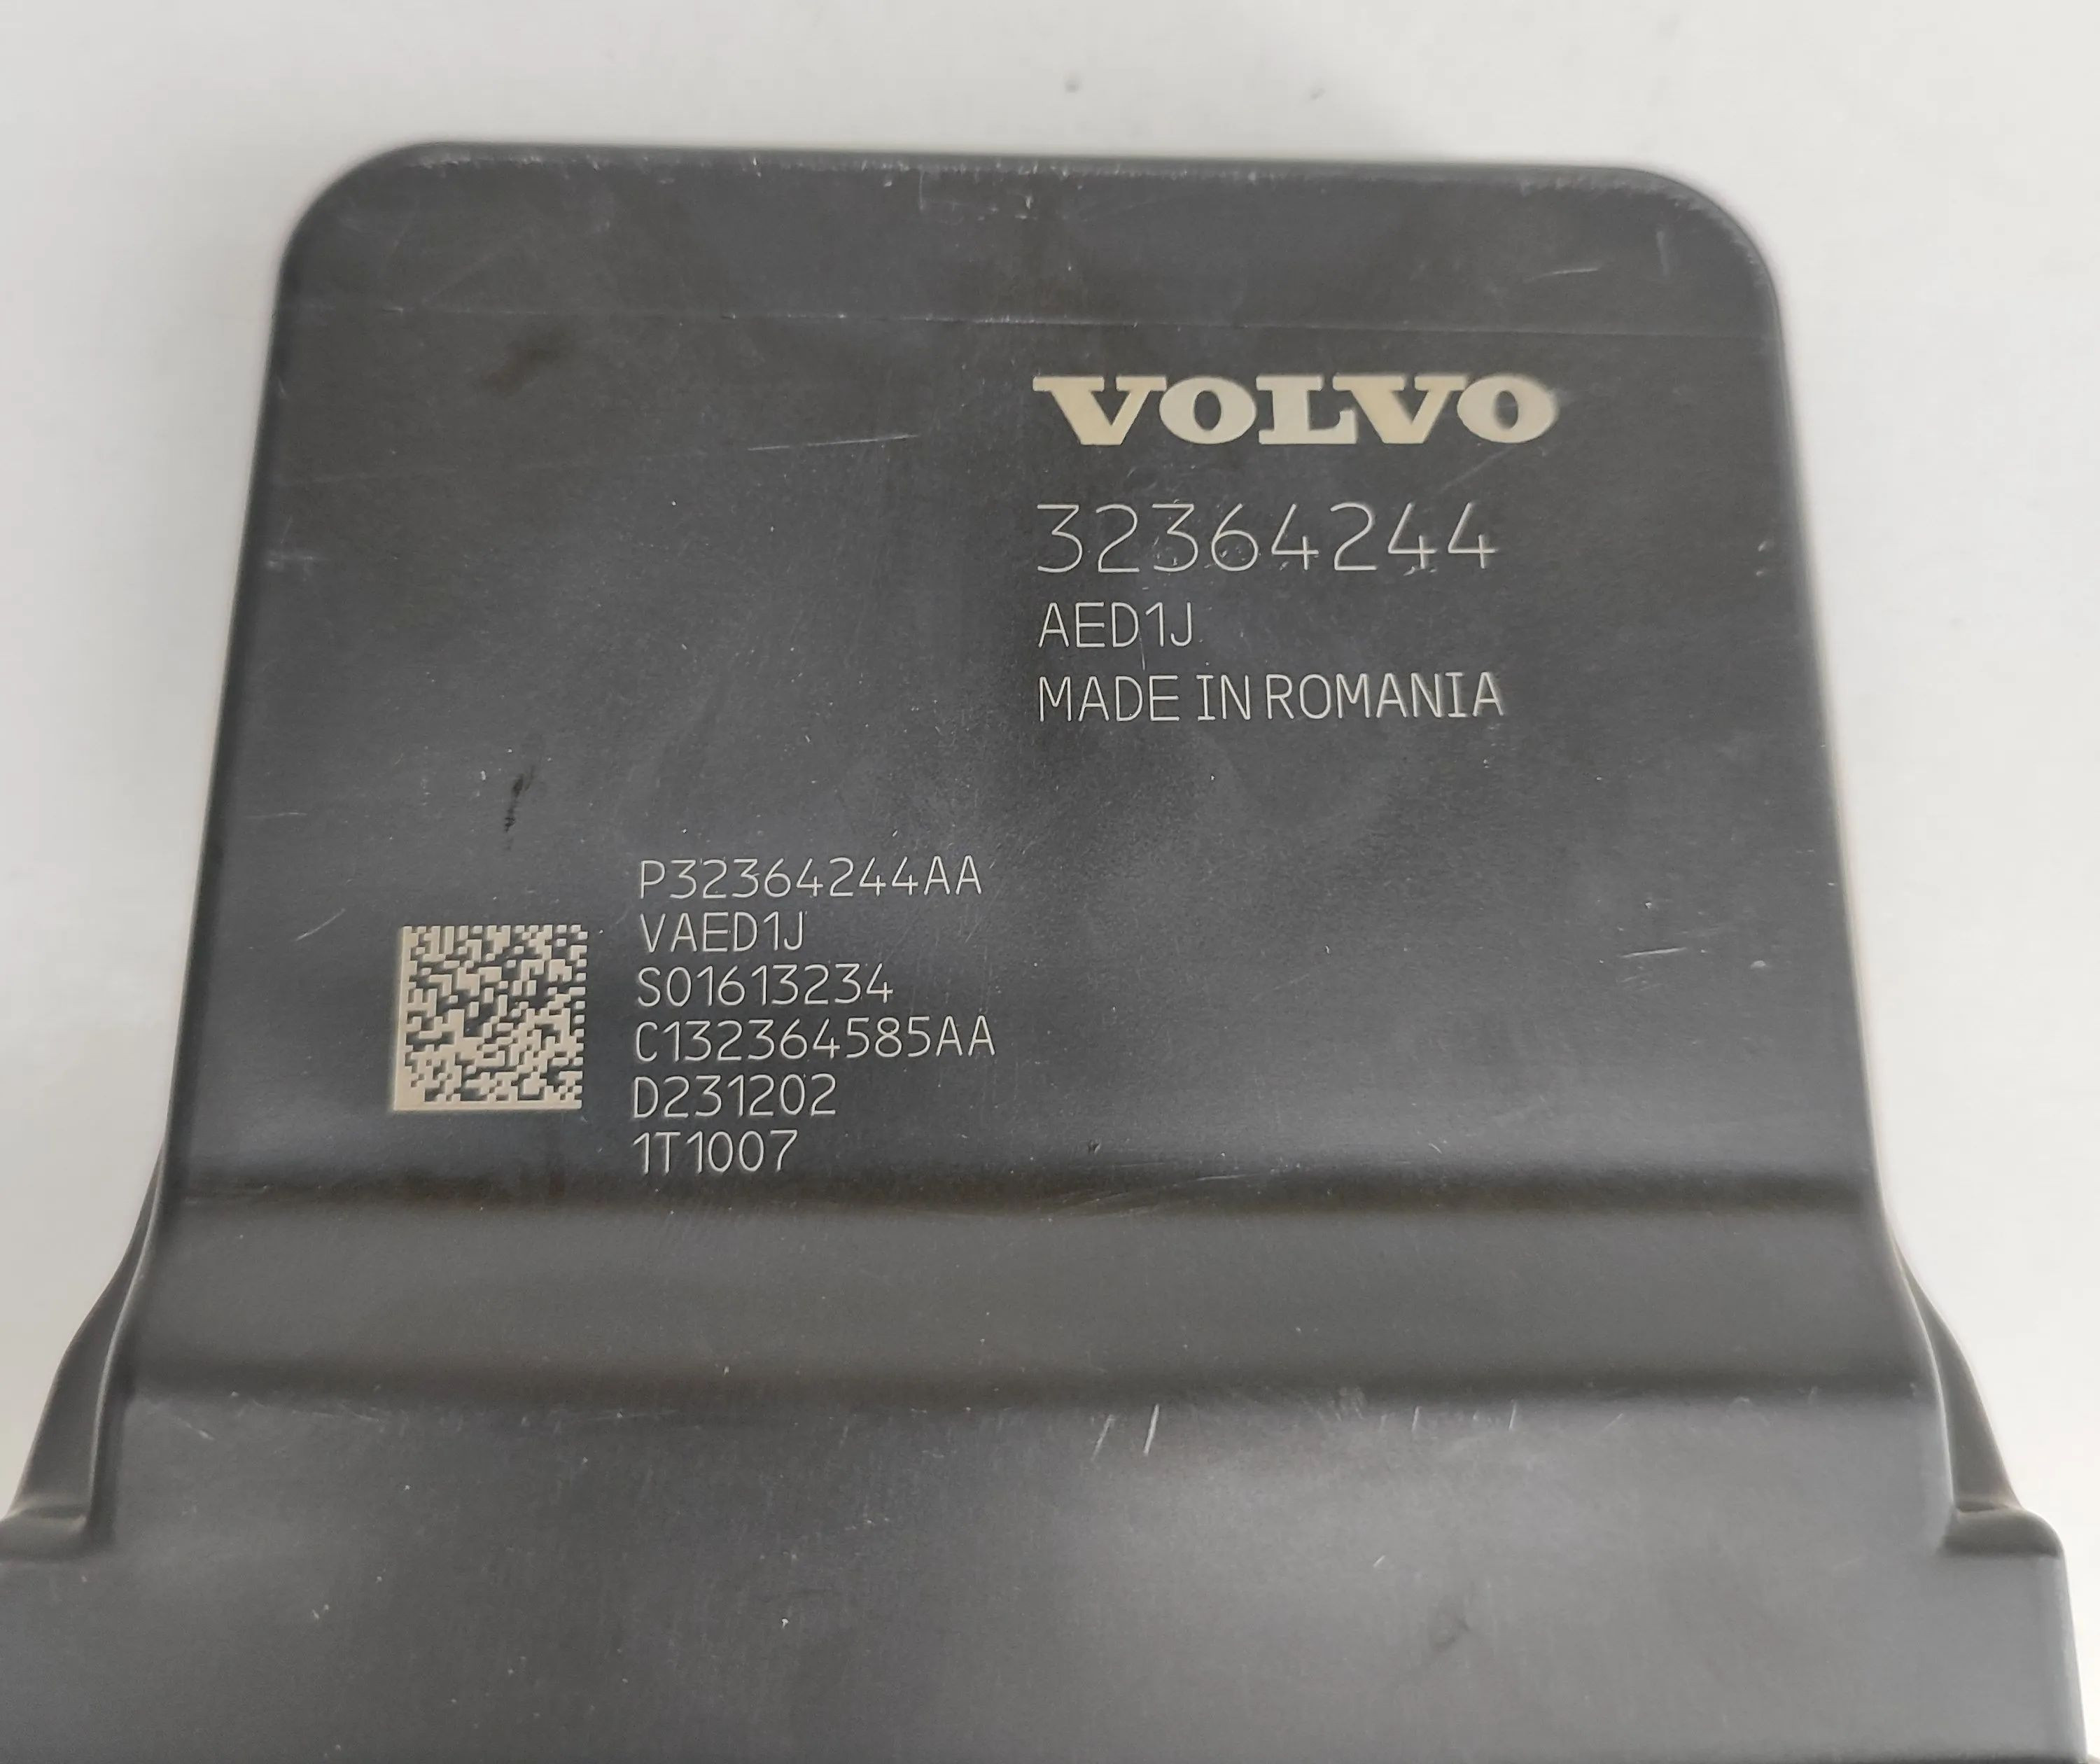 VOLVO
32364244
AED1J
MADE IN ROMANIA
P32364244AA
VAED1J
S01613234
C132364585AA
D231202
1T1007